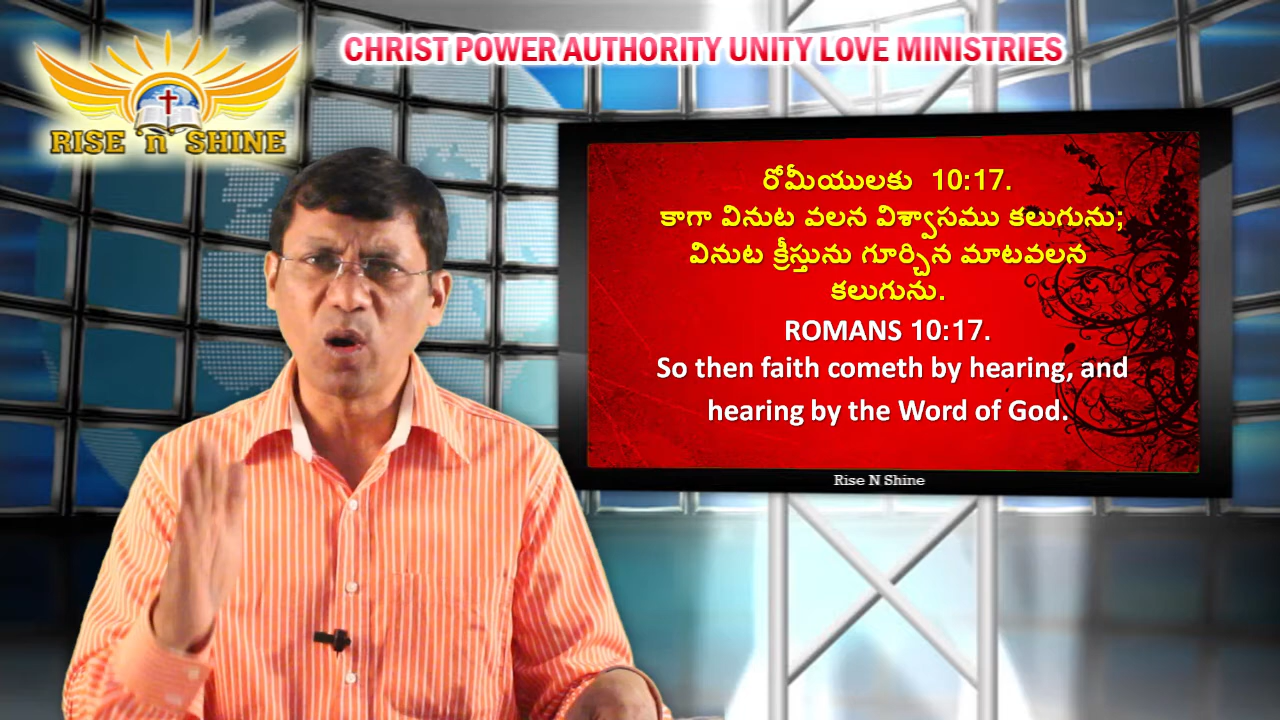 CHRIST POWER AUTHORITY UNITY LOVE MINISTRIES
RISE 'n' SHINE
రోమీయులకు 10:17.
కాగా వినుట వలన విశ్వాసము కలుగును;
వినుట క్రీస్తును గూర్చిన మాటవలన
కలుగును.
ROMANS 10:17.
So then faith cometh by hearing, and
hearing by the Word of God.
Rise N Shine